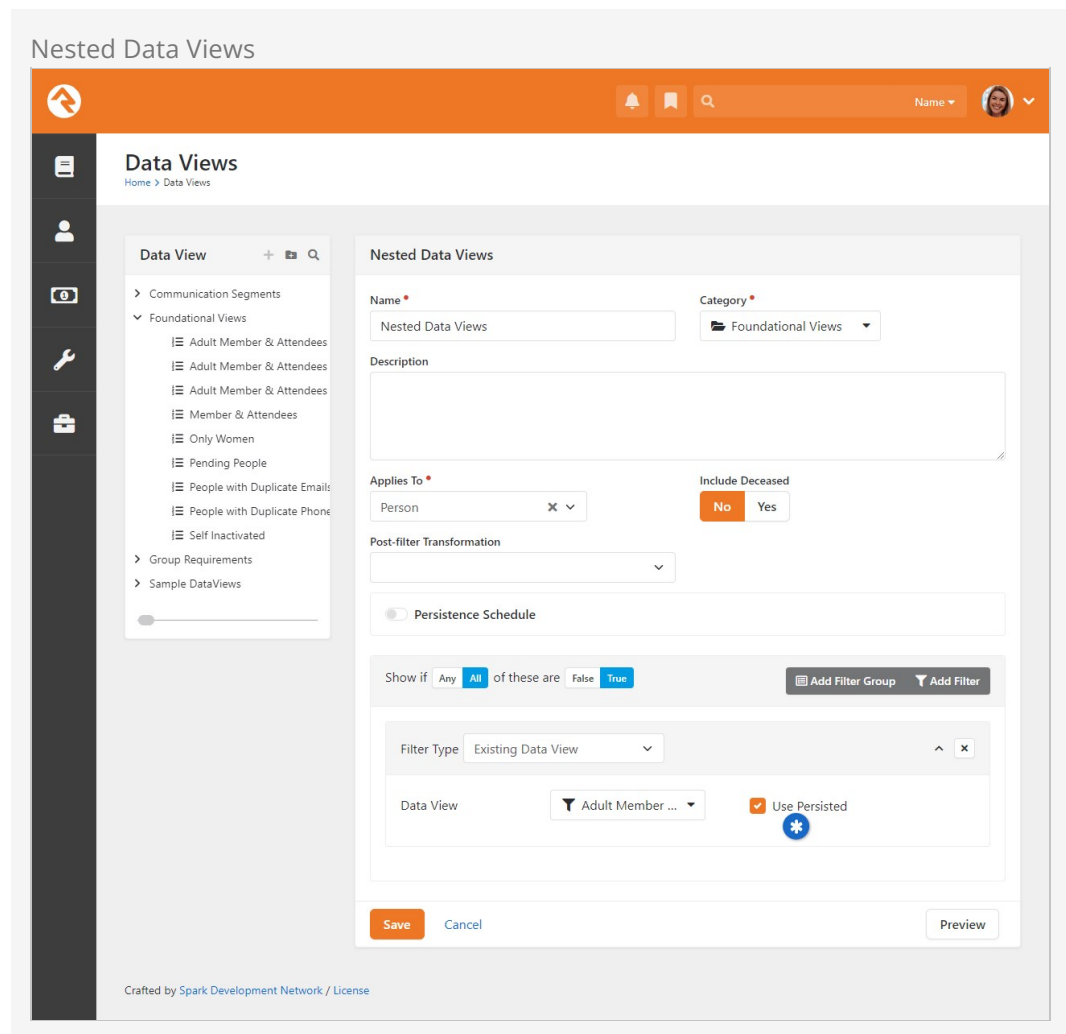 Nested Data Views
Name
Data Views
Home > Data Views
Data View
Communication Segments
Foundational Views
Adult Member & Attendees
Adult Member & Attendees
Adult Member & Attendees
Member & Attendees
Only Women
Pending People
People with Duplicate Emails
People with Duplicate Phone
Self Inactivated
Group Requirements
Sample DataViews
Nested Data Views
Name
Category
Nested Data Views
Foundational Views
Description
Applies To
Include Deceased
Person
No Yes
Post-filter Transformation
Persistence Schedule
Show if Any All of these are False True
Add Filter Group Add Filter
Filter Type Existing Data View
Data View Adult Member ... Use Persisted
Save Cancel Preview
Crafted by Spark Development Network / License